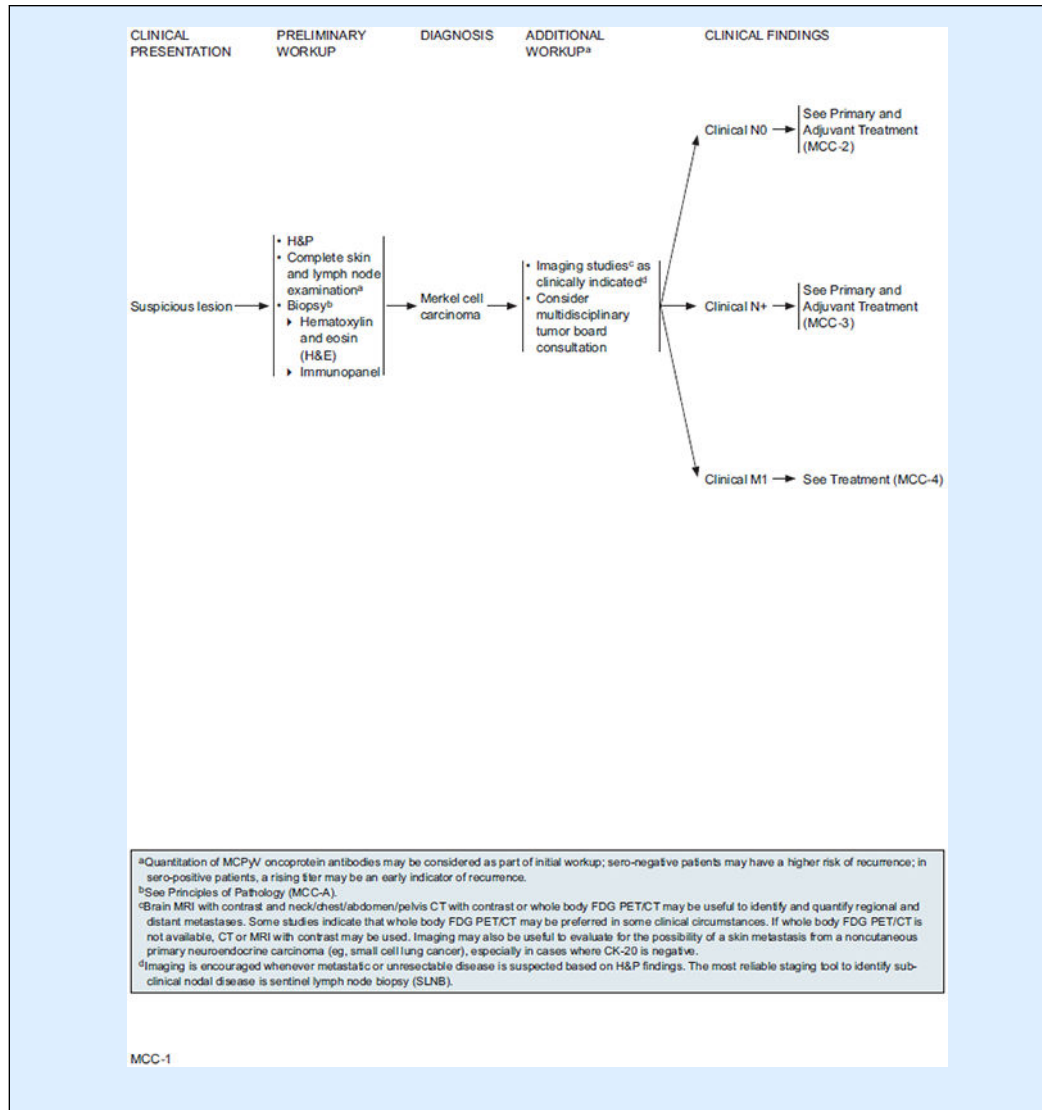 CLINICAL
PRESENTATION
PRELIMINARY
WORKUP
DIAGNOSIS
ADDITIONAL
WORKUPa
CLINICAL FINDINGS
Suspicious lesion
• H&P
• Complete skin
and lymph node
examinationa
• Biopsyb
▸ Hematoxylin
and eosin
(H&E)
▸ Immunopanel
Merkel cell
carcinoma
• Imaging studiesc as
clinically indicatedd
• Consider
multidisciplinary
tumor board
consultation
Clinical N0
See Primary and
Adjuvant Treatment
(MCC-2)
Clinical N+
See Primary and
Adjuvant Treatment
(MCC-3)
Clinical M1
See Treatment (MCC-4)
aQuantitation of MCPyV oncoprotein antibodies may be considered as part of initial workup; sero-negative patients may have a higher risk of recurrence; in
sero-positive patients, a rising titer may be an early indicator of recurrence.
bSee Principles of Pathology (MCC-A).
cBrain MRI with contrast and neck/chest/abdomen/pelvis CT with contrast or whole body FDG PET/CT may be useful to identify and quantify regional and
distant metastases. Some studies indicate that whole body FDG PET/CT may be preferred in some clinical circumstances. If whole body FDG PET/CT is
not available, CT or MRI with contrast may be used. Imaging may also be useful to evaluate for the possibility of a skin metastasis from a noncutaneous
primary neuroendocrine carcinoma (eg, small cell lung cancer), especially in cases where CK-20 is negative.
dImaging is encouraged whenever metastatic or unresectable disease is suspected based on H&P findings. The most reliable staging tool to identify sub-
clinical nodal disease is sentinel lymph node biopsy (SLNB).
MCC-1